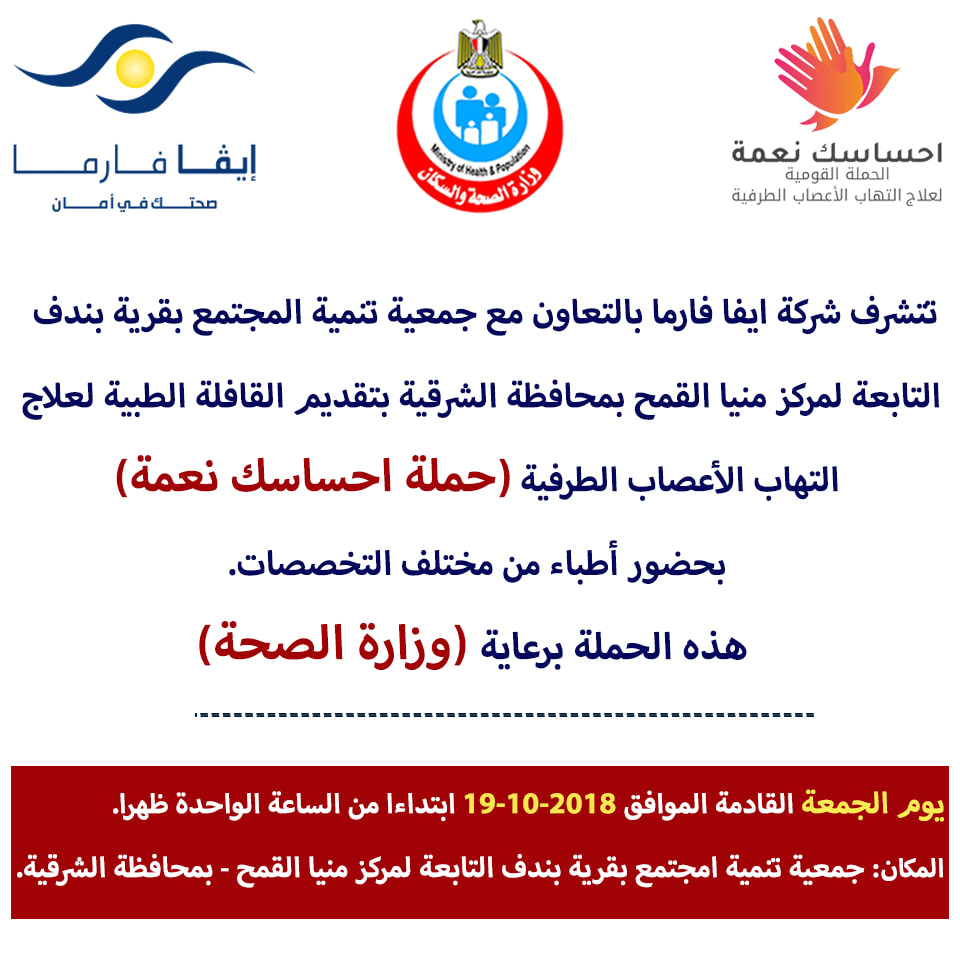 إيڤا فارما
صحتك في أمان
Ministry of Health & Population
وزارة الصحة والسكان
احساسك نعمة
الحملة القومية
لعلاج التهاب الأعصاب الطرفية
تتشرف شركة ايفا فارما بالتعاون مع جمعية تنمية المجتمع بقرية بندف
التابعة لمركز منيا القمح بمحافظة الشرقية بتقديم القافلة الطبية لعلاج
التهاب الأعصاب الطرفية (حملة احساسك نعمة)
بحضور أطباء من مختلف التخصصات.
هذه الحملة برعاية (وزارة الصحة)
يوم الجمعة القادمة الموافق 2018-10-19 ابتداءا من الساعة الواحدة ظهرا.
المكان: جمعية تنمية امجتمع بقرية بندف التابعة لمركز منيا القمح - بمحافظة الشرقية.